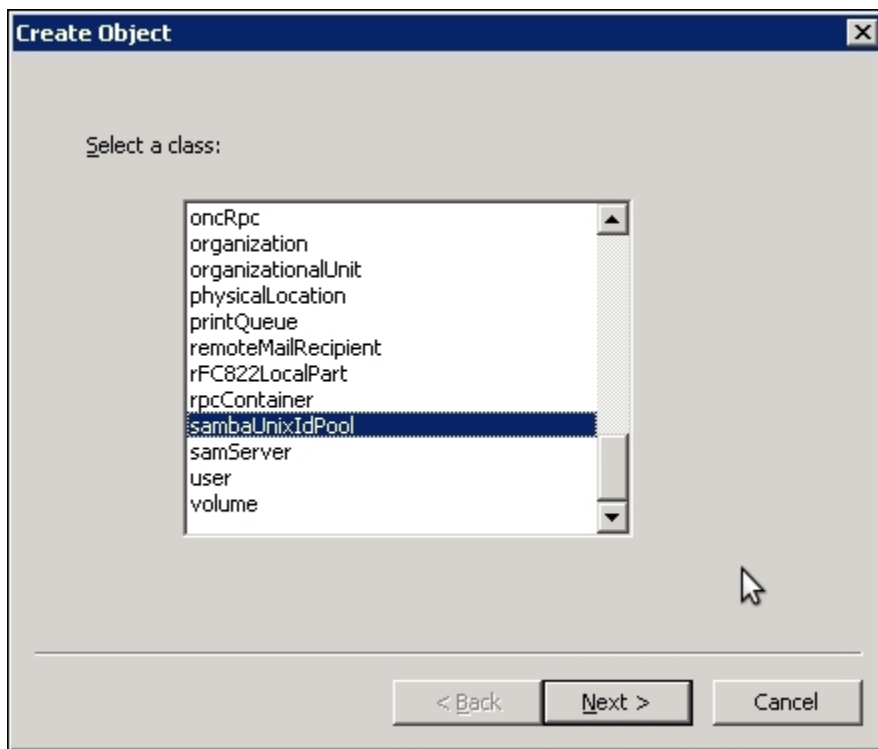 Create Object
Select a class:
oncRpc
organization
organizationalUnit
physicalLocation
printQueue
remoteMailRecipient
rFC822LocalPart
rpcContainer
sambaUnixIdPool
samServer
user
volume
< Back Next > Cancel